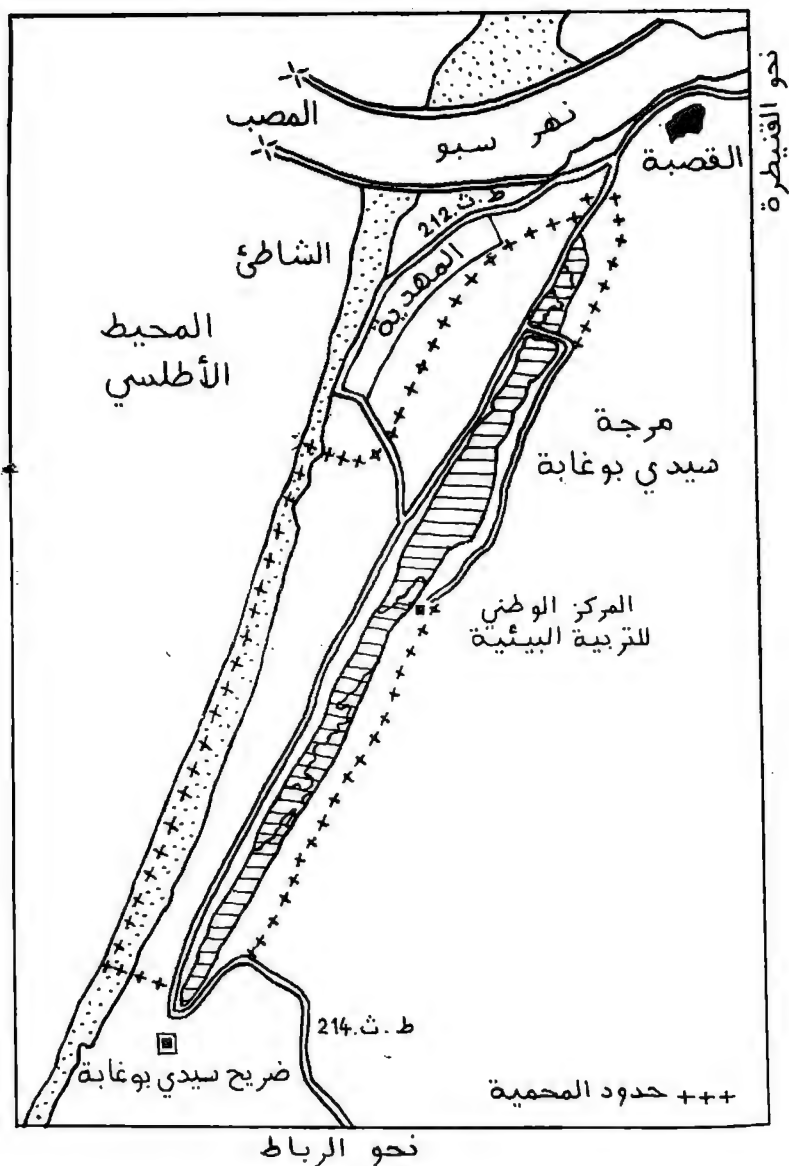 نحو القنيطرة
المصب
نهر سبو
القصبة
ط.ث.212
الشاطئ
المهدية
المحيط
الأطلسي
مرجة
سيدي بوغابة
المركز الوطني
للتربية البيئية
ط.ث.214
ضريح سيدي بوغابة
+++ حدود المحمية
نحو الرباط